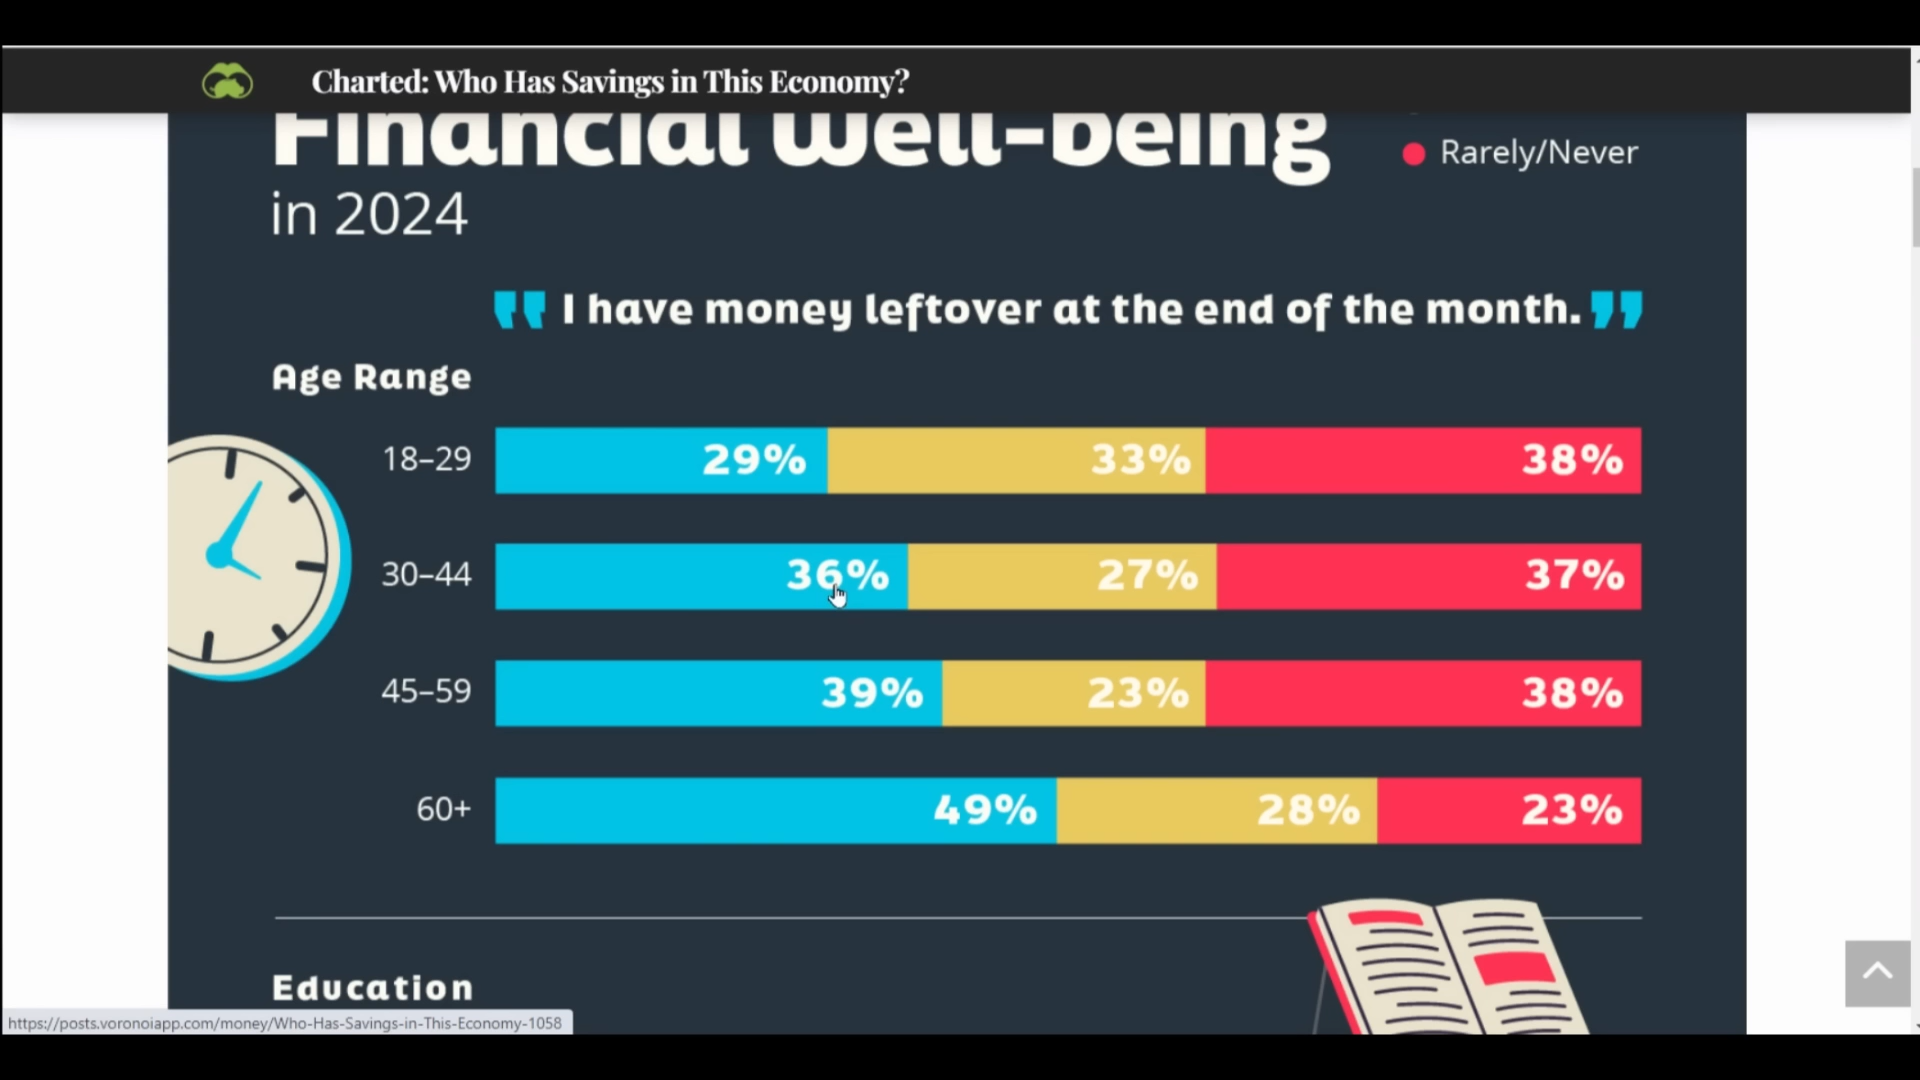 Charted: Who Has Savings in This Economy?
Financial Well-being
Rarely/Never
in 2024
I have money leftover at the end of the month.
Age Range
18–29 29% 33% 38%
30–44 36% 27% 37%
45–59 39% 23% 38%
60+ 49% 28% 23%
Education
https://posts.voronoiapp.com/money/Who-Has-Savings-in-This-Economy-1058